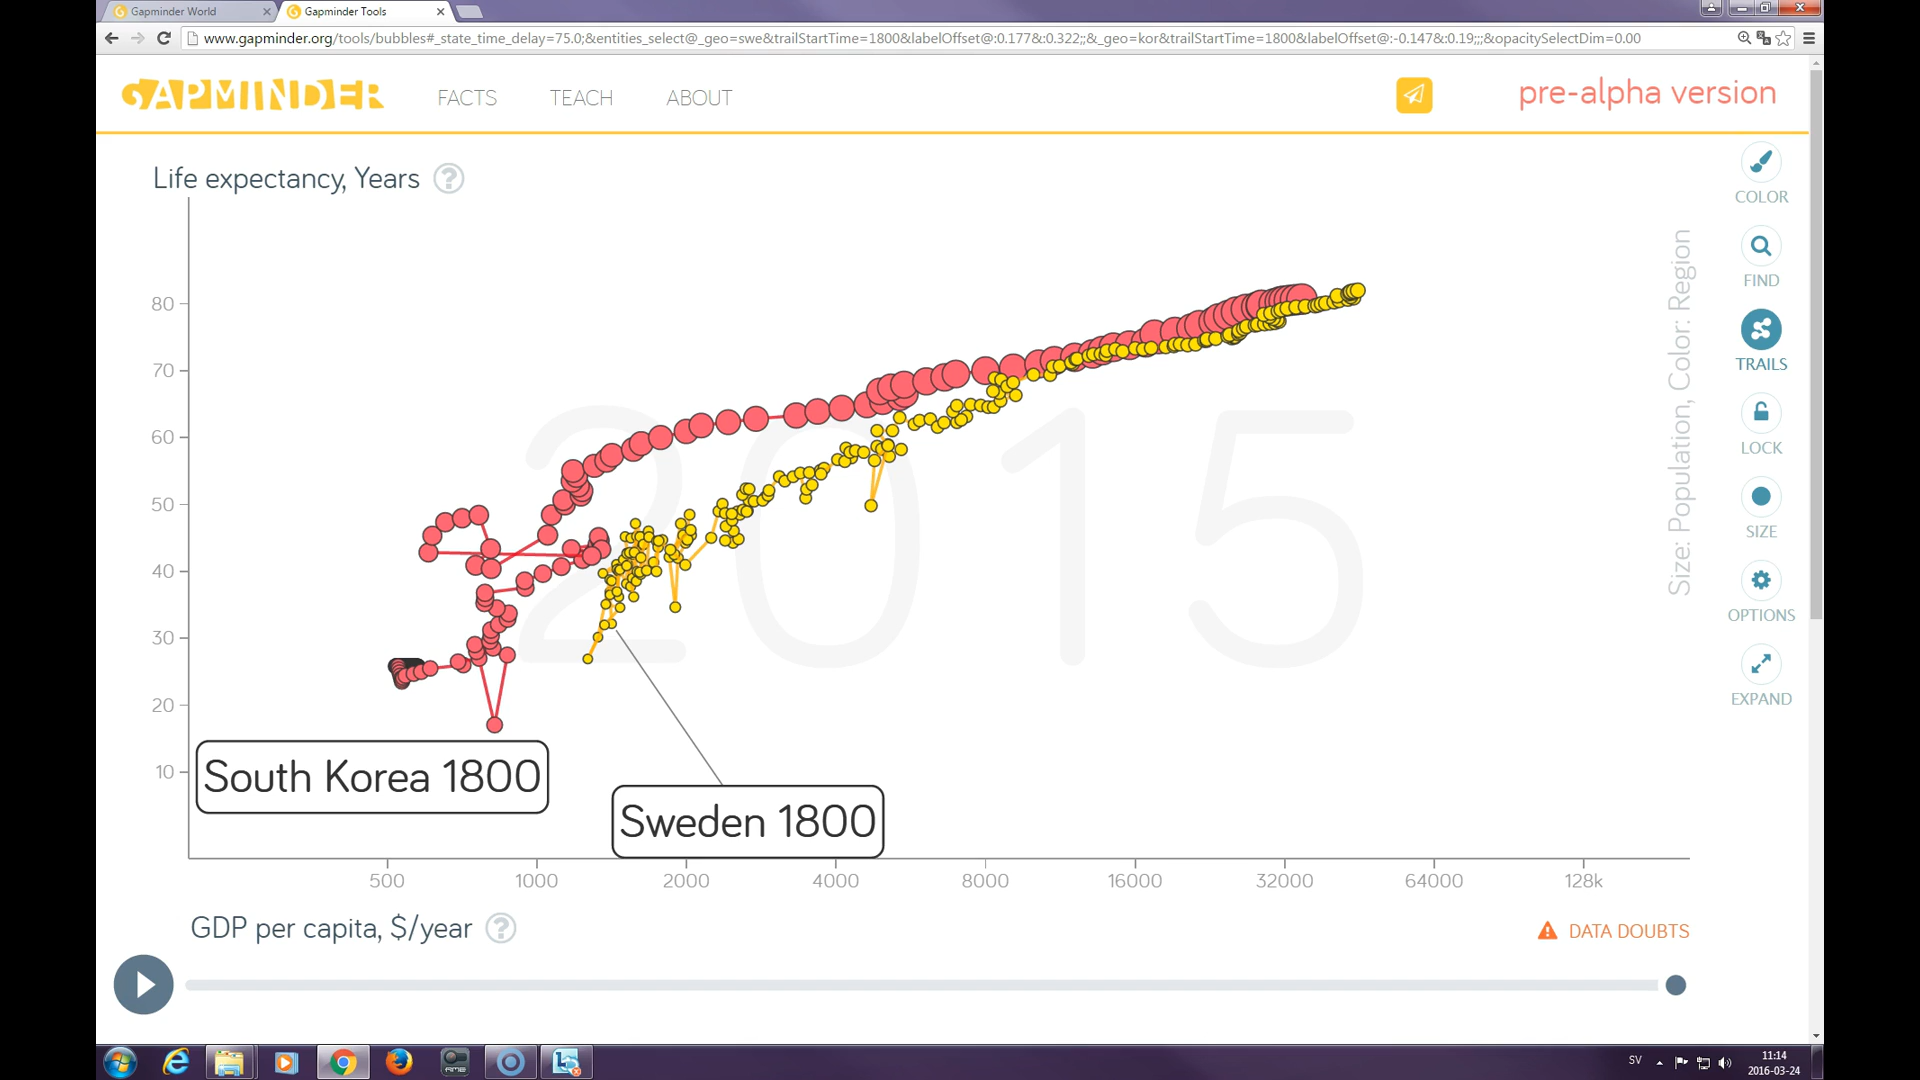 Gapminder World
Gapminder Tools
www.gapminder.org/tools/bubbles#_state_time_delay=75.0;&entities_select@_geo=swe&trailStartTime=1800&labelOffset@:0.177&:0.322;;&_geo=kor&trailStartTime=1800&labelOffset@:-0.147&:0.19;;;&opacitySelectDim=0.00
GAPMINDER
FACTS
TEACH
ABOUT
pre-alpha version
Life expectancy, Years ?
COLOR
FIND
TRAILS
LOCK
SIZE
OPTIONS
EXPAND
Size: Population, Color: Region
2015
80
70
60
50
40
30
20
10
South Korea 1800
Sweden 1800
500
1000
2000
4000
8000
16000
32000
64000
128k
GDP per capita, $/year ?
DATA DOUBTS
SV
11:14
2016-03-24